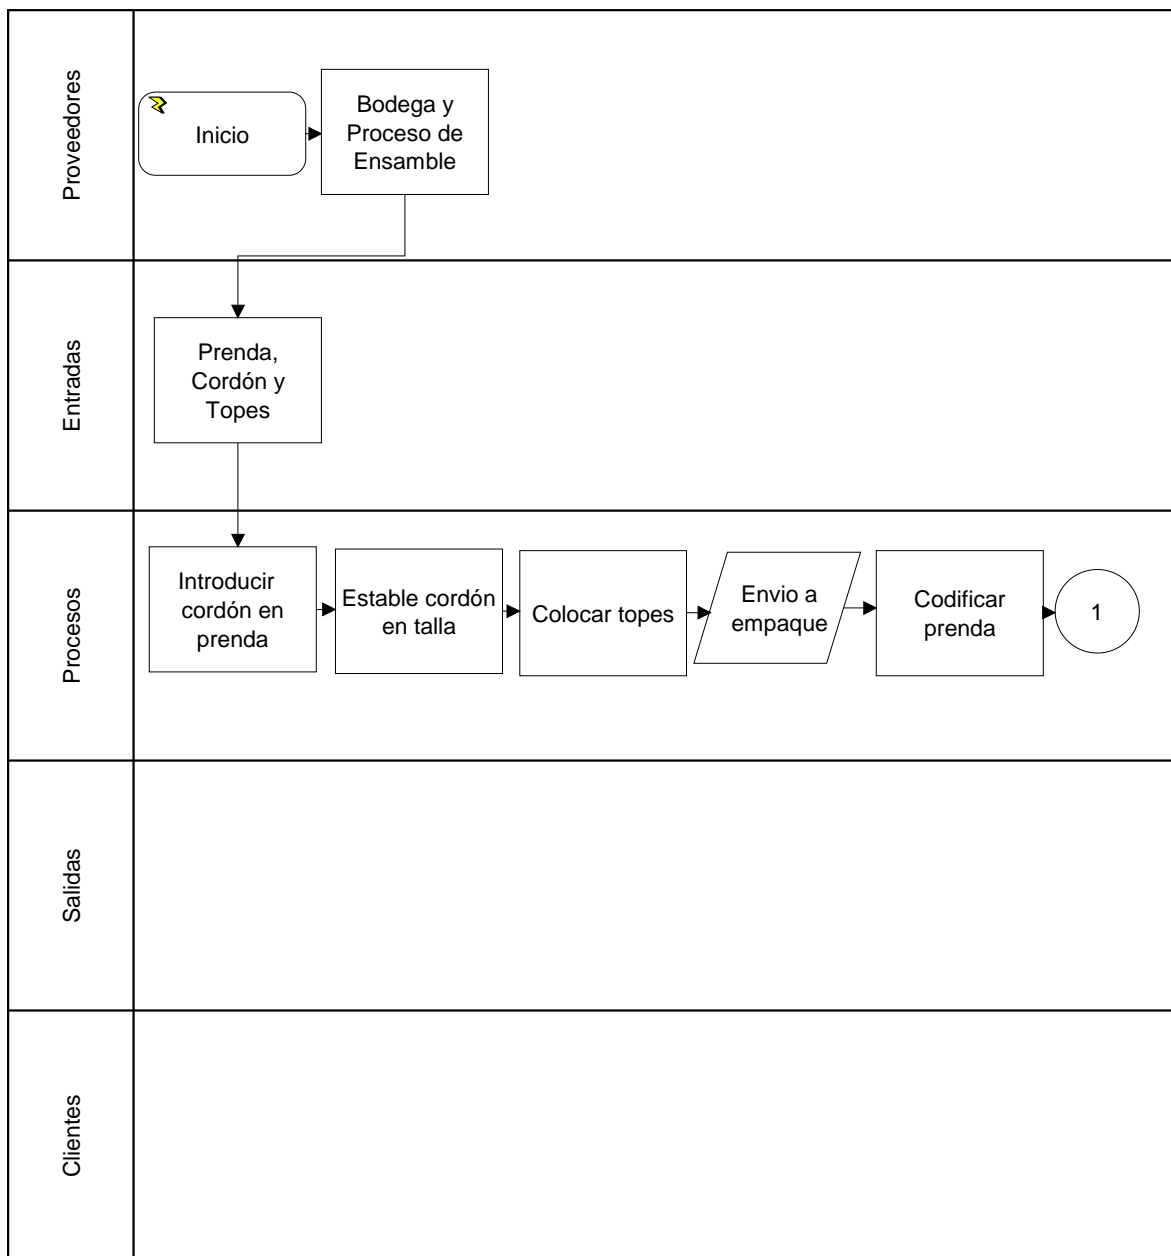 Proveedores
Inicio
Bodega y
Proceso de
Ensamble
Entradas
Prenda,
Cordón y
Topes
Procesos
Introducir
cordón en
prenda
Estable cordón
en talla
Colocar topes
Envio a
empaque
Codificar
prenda
1
Salidas
Clientes